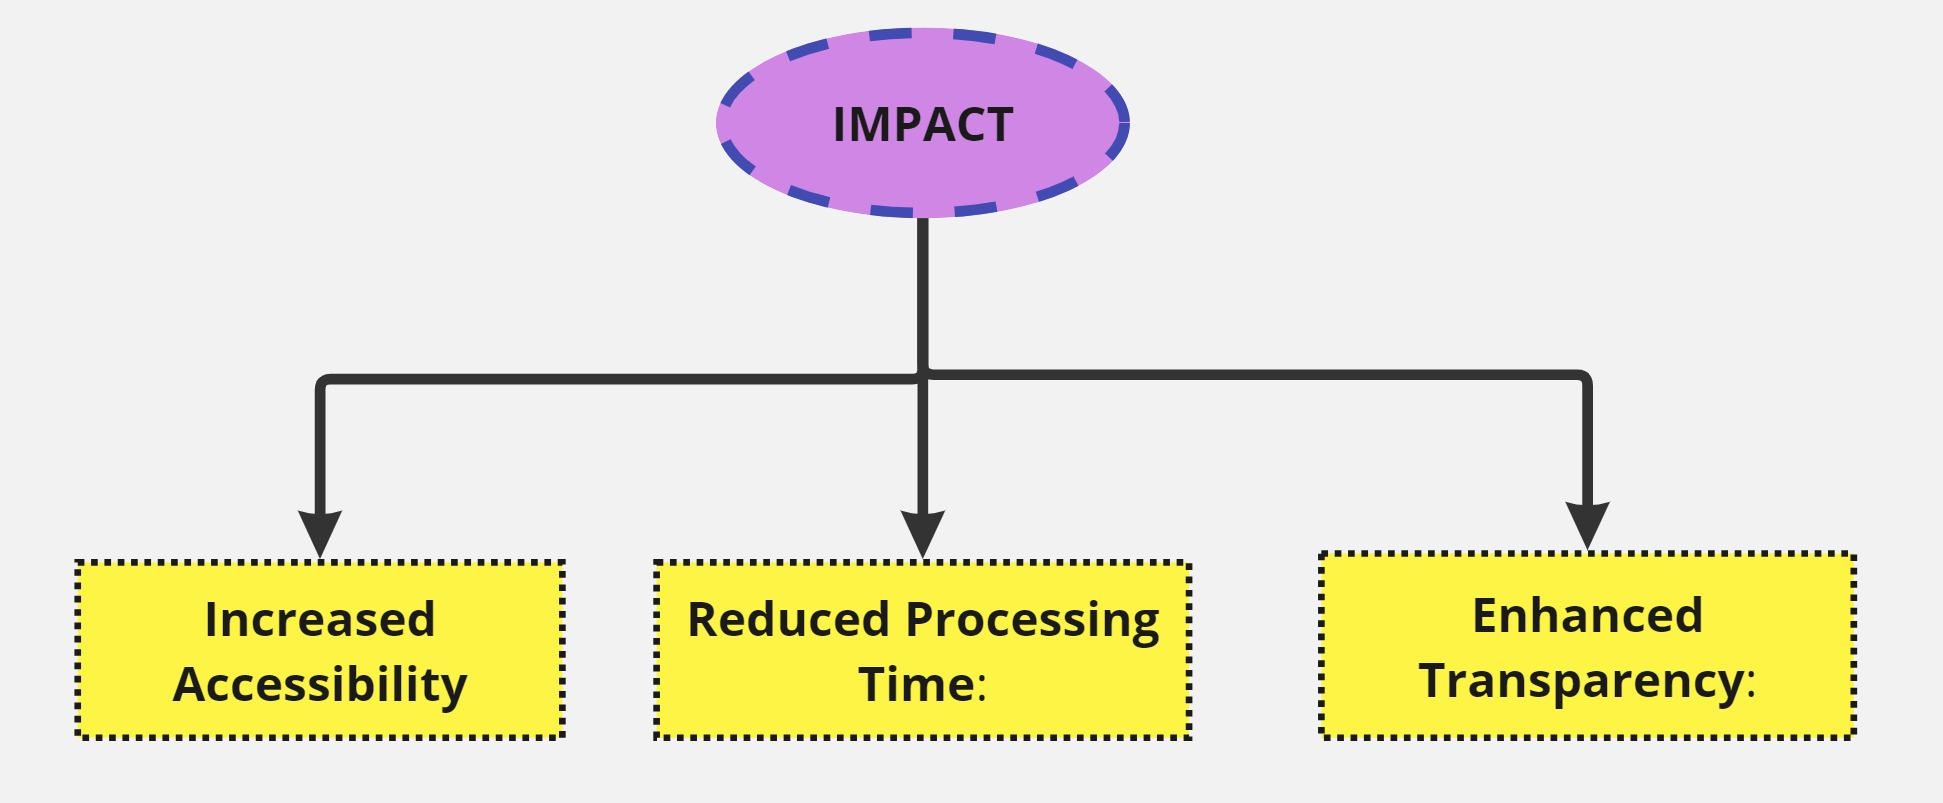 IMPACT
Increased
Accessibility
Reduced Processing
Time:
Enhanced
Transparency: